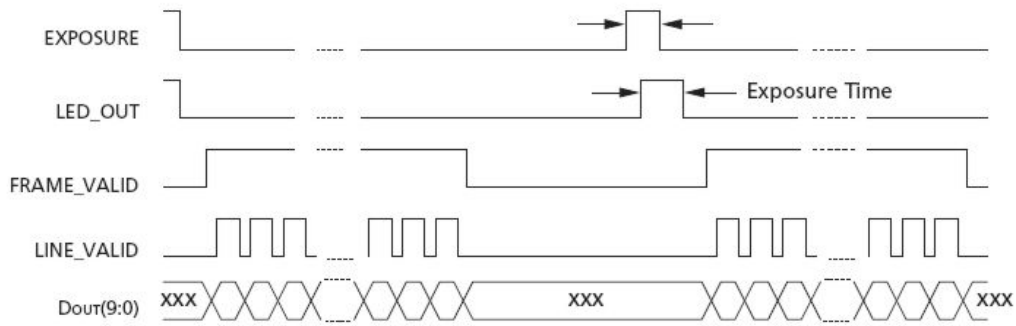 EXPOSURE
LED_OUT
Exposure Time
FRAME_VALID
LINE_VALID
DOUT(9:0)
XXX
XXX
XXX